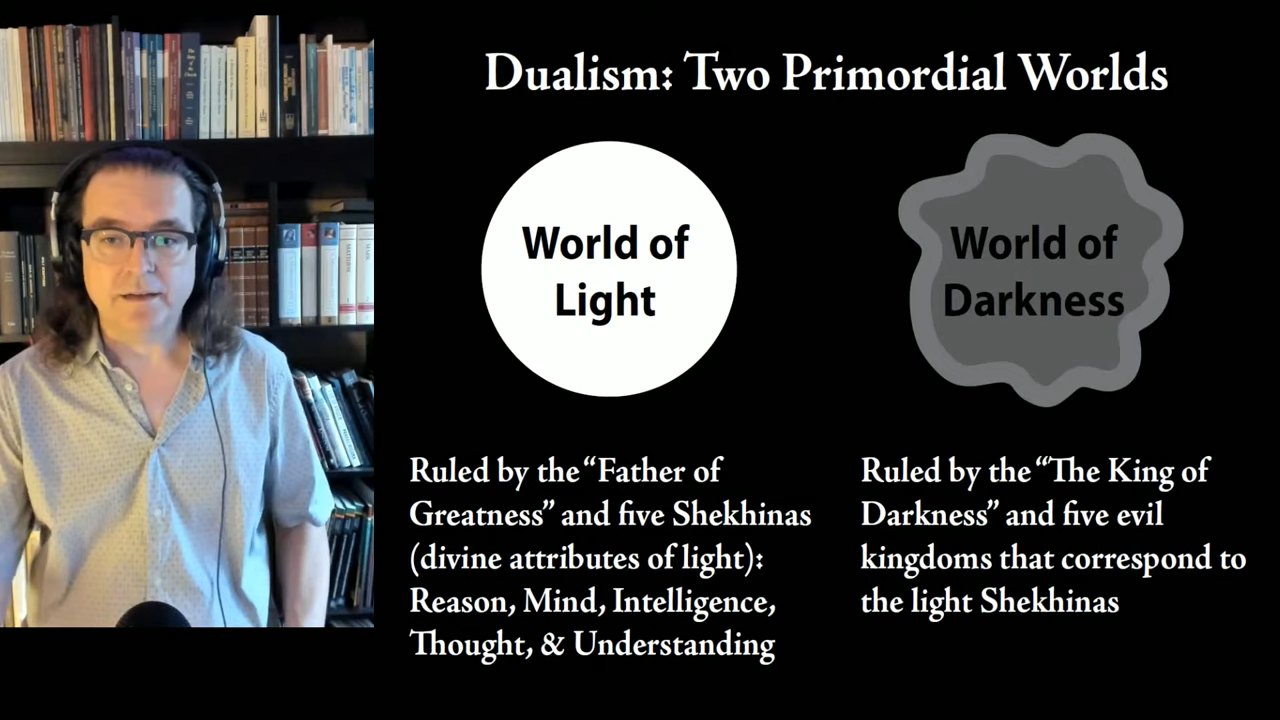 Dualism: Two Primordial Worlds
World of
Light
World of
Darkness
Ruled by the “Father of
Greatness” and five Shekhinas
(divine attributes of light):
Reason, Mind, Intelligence,
Thought, & Understanding
Ruled by the “The King of
Darkness” and five evil
kingdoms that correspond to
the light Shekhinas